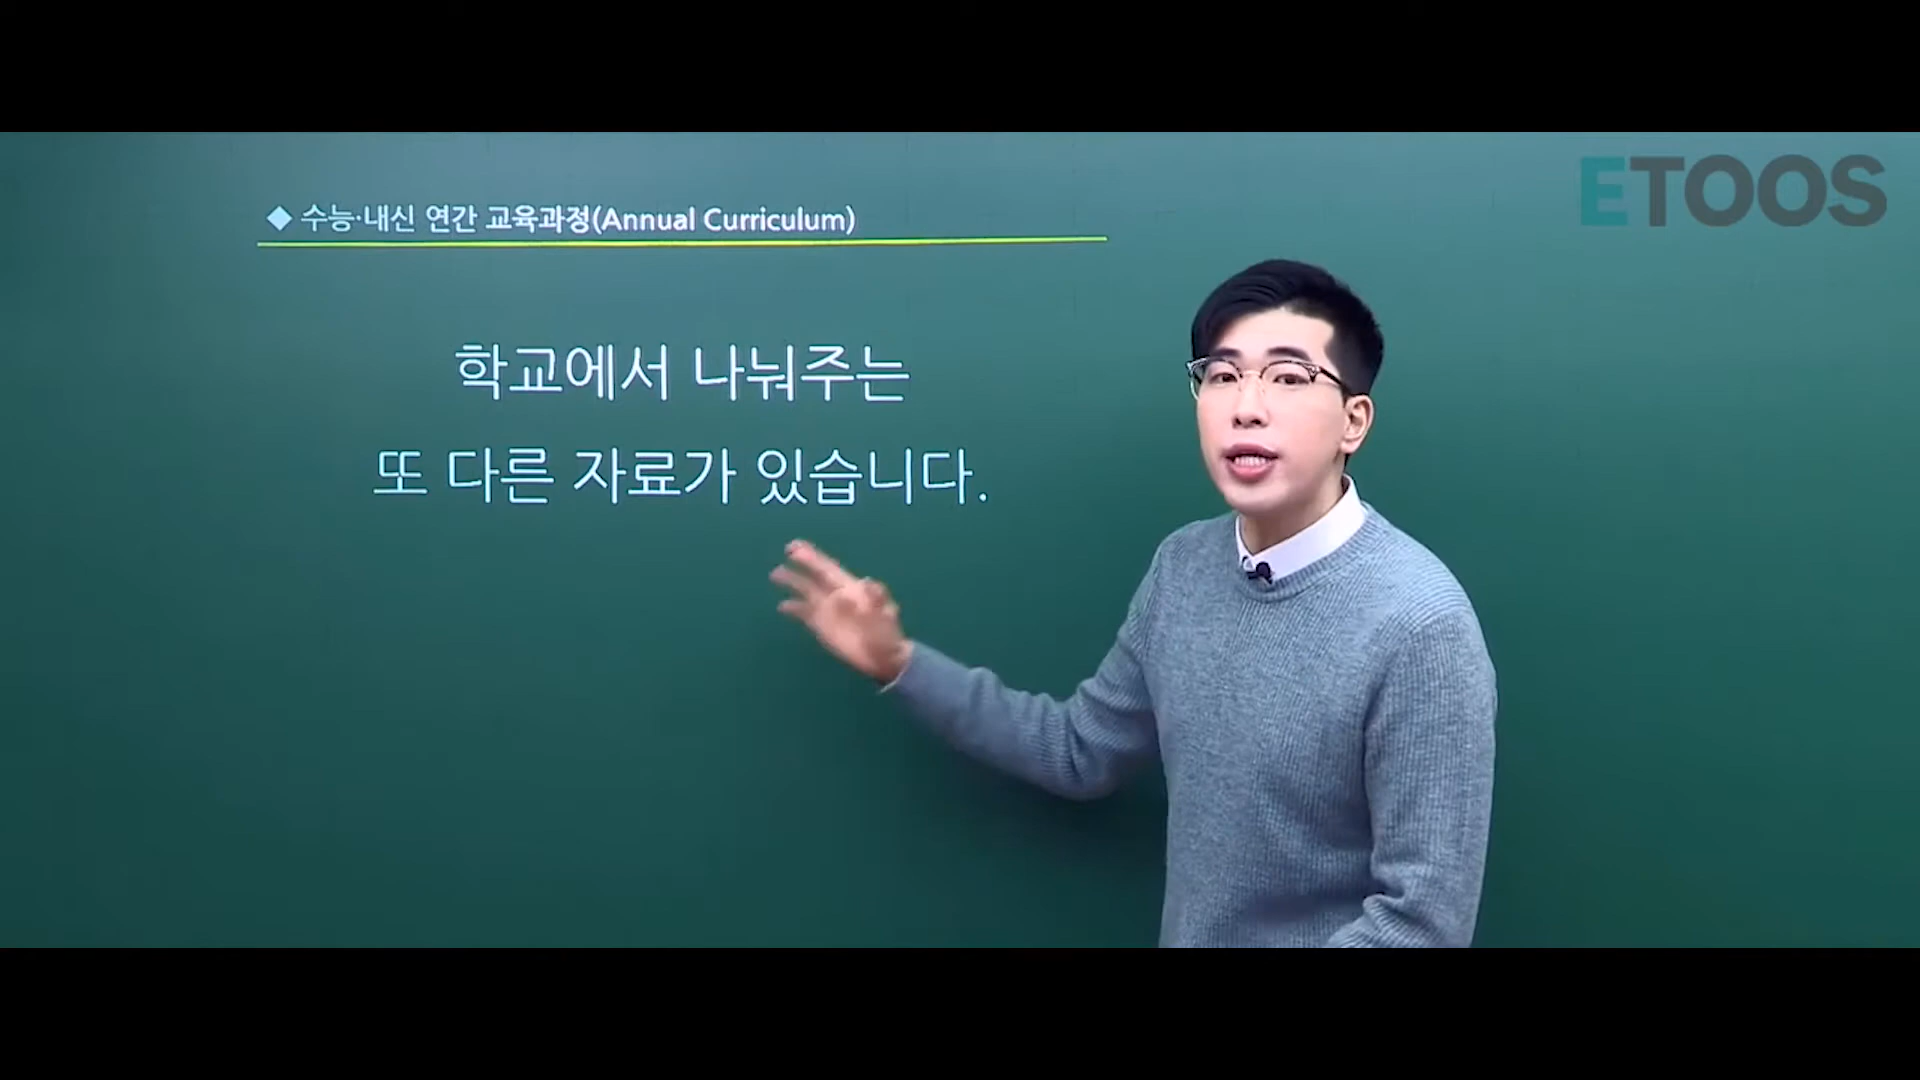 ETOOS
◆ 수능·내신 연간 교육과정(Annual Curriculum)
학교에서 나눠주는
또 다른 자료가 있습니다.